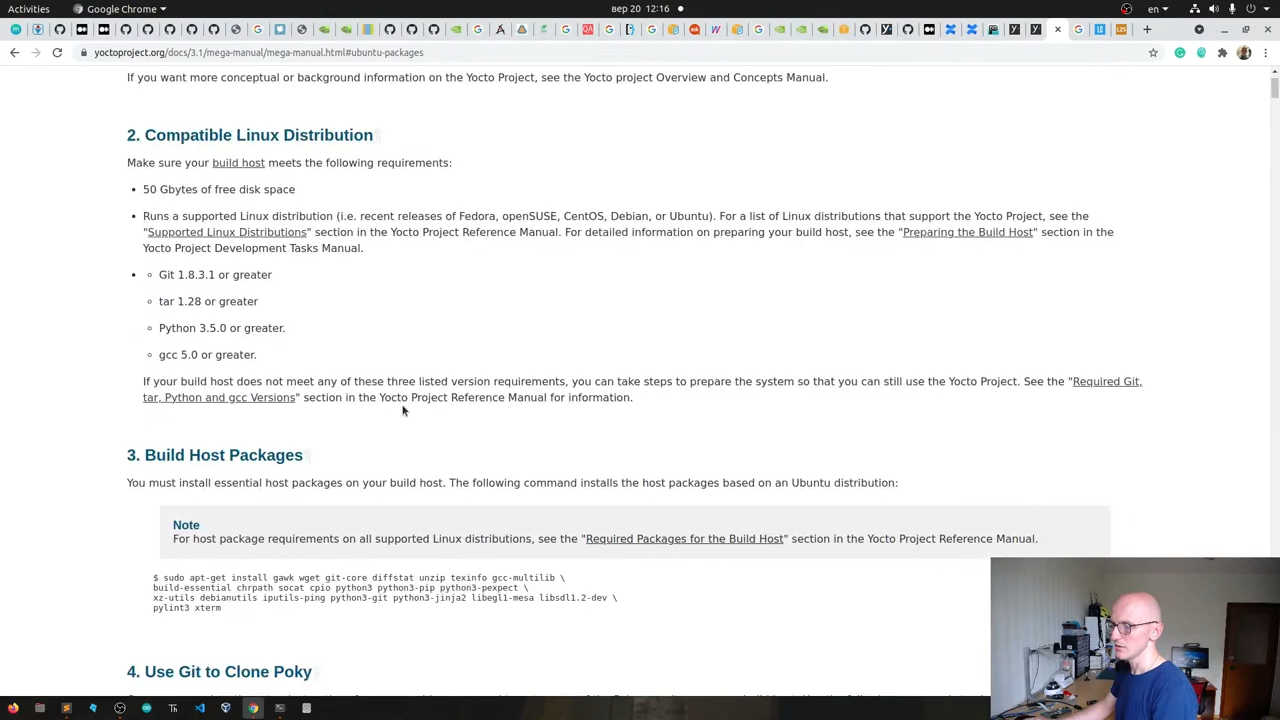 Activities
Google Chrome
вер 20 12:16
en
yoctoproject.org/docs/3.1/mega-manual/mega-manual.html#ubuntu-packages
If you want more conceptual or background information on the Yocto Project, see the Yocto project Overview and Concepts Manual.
2. Compatible Linux Distribution
Make sure your build host meets the following requirements:
• 50 Gbytes of free disk space
• Runs a supported Linux distribution (i.e. recent releases of Fedora, openSUSE, CentOS, Debian, or Ubuntu). For a list of Linux distributions that support the Yocto Project, see the
"Supported Linux Distributions" section in the Yocto Project Reference Manual. For detailed information on preparing your build host, see the "Preparing the Build Host" section in the
Yocto Project Development Tasks Manual.
Git 1.8.3.1 or greater
tar 1.28 or greater
Python 3.5.0 or greater.
gcc 5.0 or greater.
If your build host does not meet any of these three listed version requirements, you can take steps to prepare the system so that you can still use the Yocto Project. See the "Required Git,
tar, Python and gcc Versions" section in the Yocto Project Reference Manual for information.
3. Build Host Packages
You must install essential host packages on your build host. The following command installs the host packages based on an Ubuntu distribution:
Note
For host package requirements on all supported Linux distributions, see the "Required Packages for the Build Host" section in the Yocto Project Reference Manual.
$ sudo apt-get install gawk wget git-core diffstat unzip texinfo gcc-multilib \
build-essential chrpath socat cpio python3 python3-pip python3-pexpect \
xz-utils debianutils iputils-ping python3-git python3-jinja2 libegl1-mesa libsdl1.2-dev \
pylint3 xterm
4. Use Git to Clone Poky